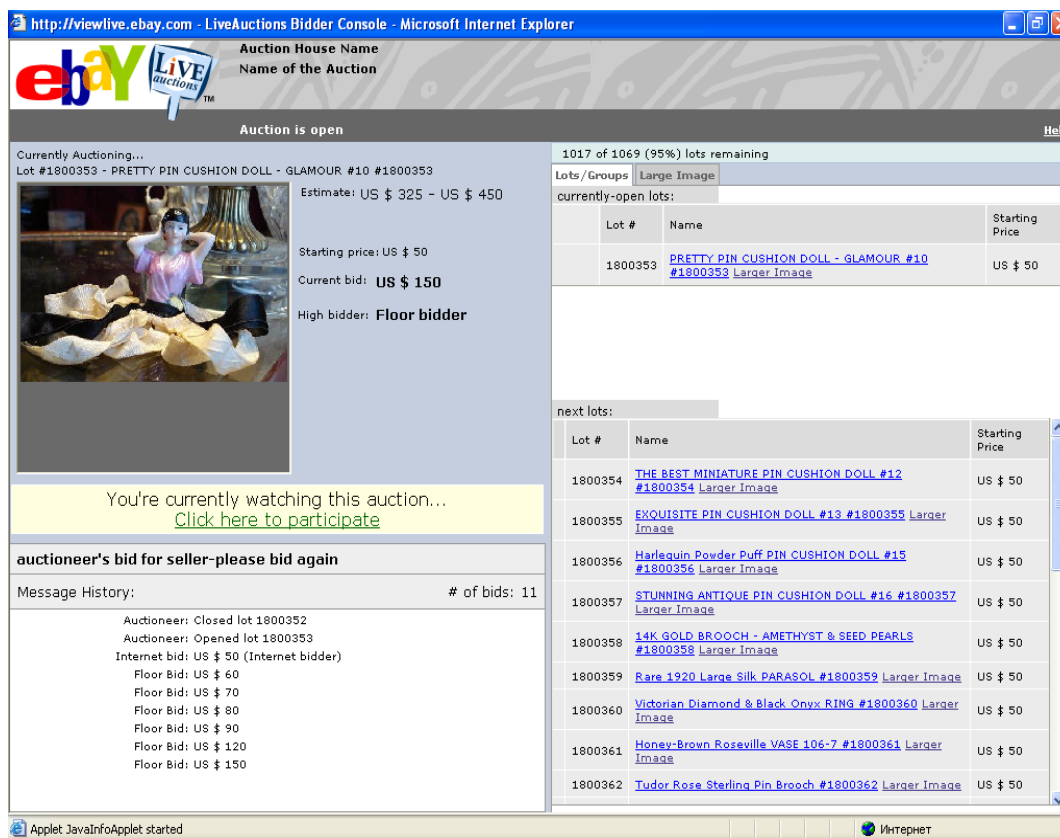 http://viewlive.ebay.com - LiveAuctions Bidder Console - Microsoft Internet Explorer
ebaY
LiVE
auctions
TM
Auction House Name
Name of the Auction
Auction is open
Hel
Currently Auctioning...
Lot #1800353 - PRETTY PIN CUSHION DOLL - GLAMOUR #10 #1800353
Estimate: US $ 325 - US $ 450
Starting price: US $ 50
Current bid: US $ 150
High bidder: Floor bidder
You're currently watching this auction...
Click here to participate
auctioneer's bid for seller-please bid again
Message History: # of bids: 11
Auctioneer: Closed lot 1800352
Auctioneer: Opened lot 1800353
Internet bid: US $ 50 (Internet bidder)
Floor Bid: US $ 60
Floor Bid: US $ 70
Floor Bid: US $ 80
Floor Bid: US $ 90
Floor Bid: US $ 120
Floor Bid: US $ 150
1017 of 1069 (95%) lots remaining
Lots/Groups Large Image
currently-open lots:
Lot # Name Starting
Price
1800353 PRETTY PIN CUSHION DOLL - GLAMOUR #10
#1800353 Larger Image US $ 50
next lots:
Lot # Name Starting
Price
1800354 THE BEST MINIATURE PIN CUSHION DOLL #12
#1800354 Larger Image US $ 50
1800355 EXQUISITE PIN CUSHION DOLL #13 #1800355 Larger
Image US $ 50
1800356 Harlequin Powder Puff PIN CUSHION DOLL #15
#1800356 Larger Image US $ 50
1800357 STUNNING ANTIQUE PIN CUSHION DOLL #16 #1800357
Larger Image US $ 50
1800358 14K GOLD BROOCH - AMETHYST & SEED PEARLS
#1800358 Larger Image US $ 50
1800359 Rare 1920 Large Silk PARASOL #1800359 Larger Image US $ 50
1800360 Victorian Diamond & Black Onyx RING #1800360 Larger
Image US $ 50
1800361 Honey-Brown Roseville VASE 106-7 #1800361 Larger
Image US $ 50
1800362 Tudor Rose Sterling Pin Brooch #1800362 Larger Image US $ 50
Applet JavaInfoApplet started
Интернет